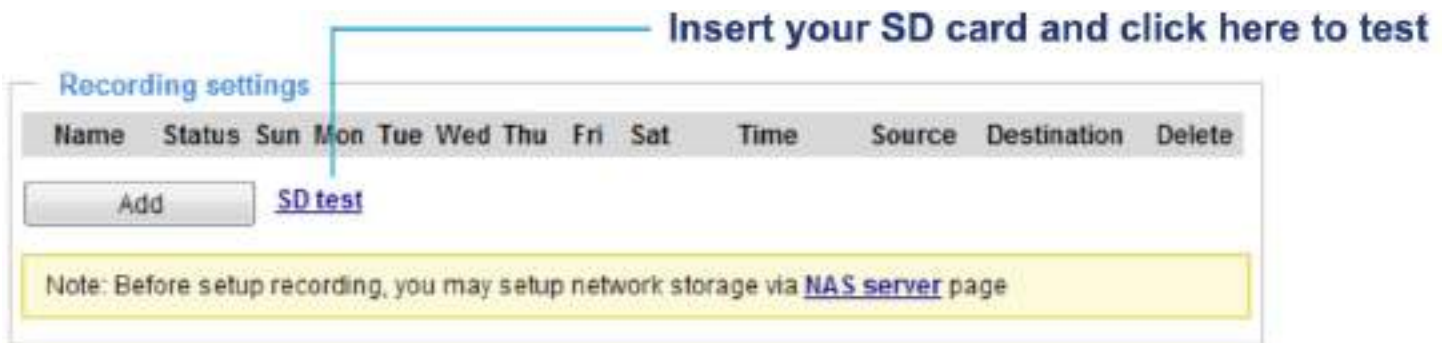 Insert your SD card and click here to test
Recording settings
Name Status Sun Mon Tue Wed Thu Fri Sat Time Source Destination Delete
Add SD test
Note: Before setup recording, you may setup network storage via NAS server page